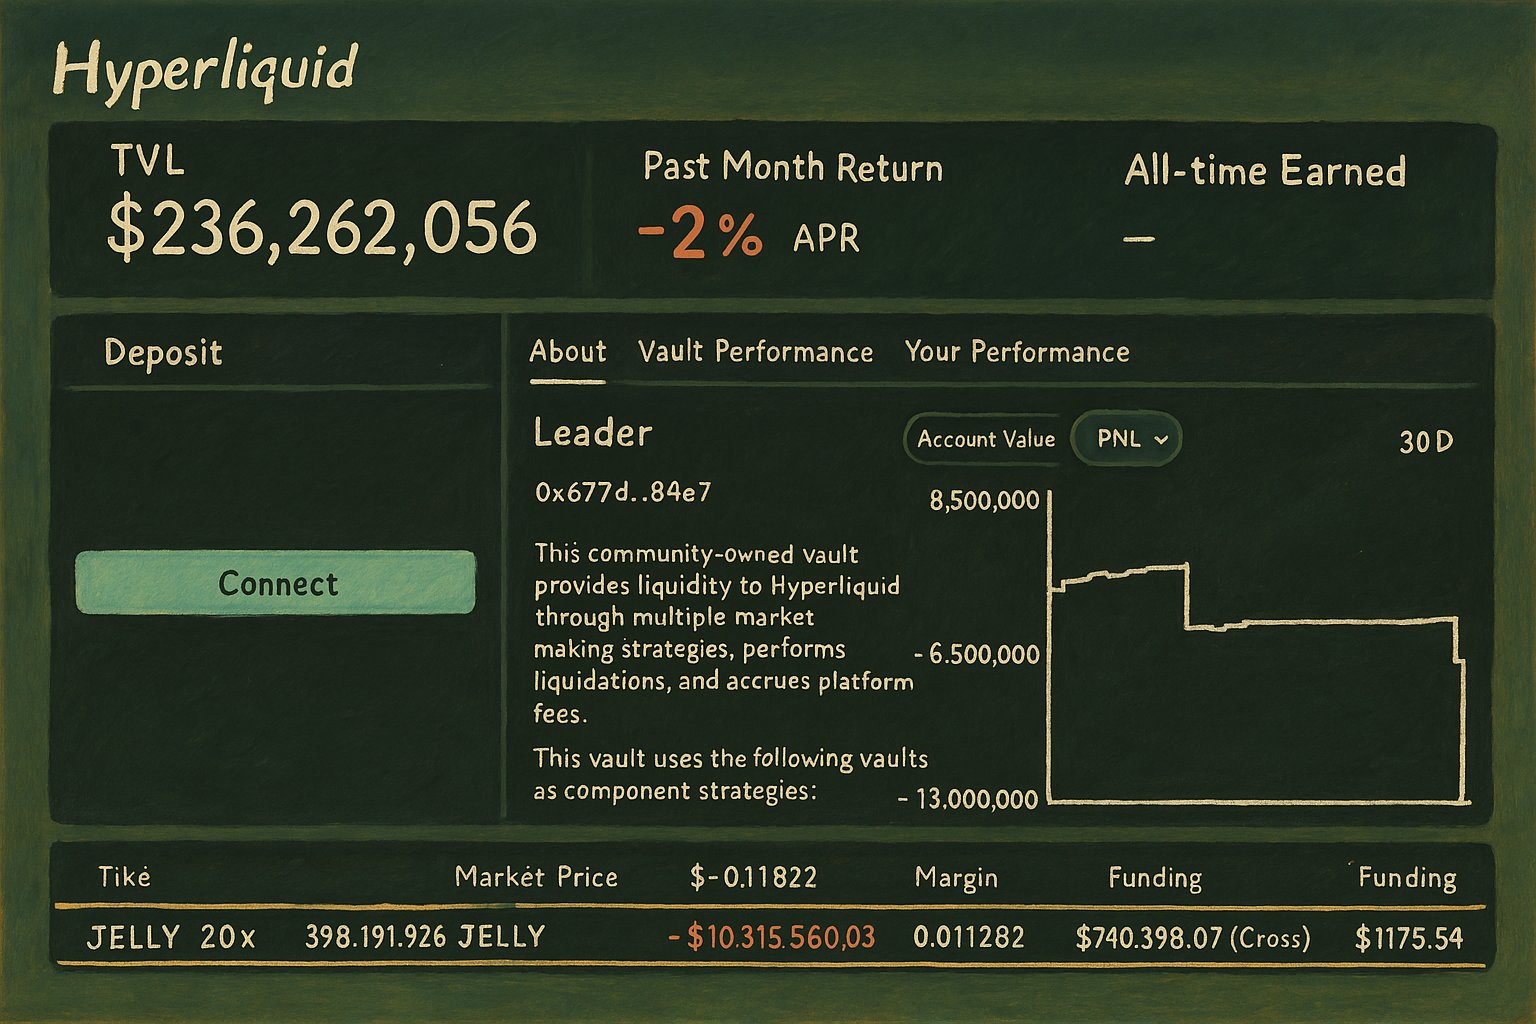 Hyperliquid
TVL
$236,262,056
Past Month Return
-2% APR
All-time Earned
–
Deposit
Connect
About Vault Performance Your Performance
Leader
0x677d..84e7
This community-owned vault
provides liquidity to Hyperliquid
through multiple market
making strategies, performs
liquidations, and accrues platform
fees.
This vault uses the following vaults
as component strategies:
Account Value PNL 30D
8,500,000
- 6.500,000
- 13,000,000
Tikė Markėt Price $-0.11822 Margin Funding Funding
JELLY 20x 398.191.926 JELLY -$10.315.560,03 0.011282 $740.398.07 (Cross) $1175.54